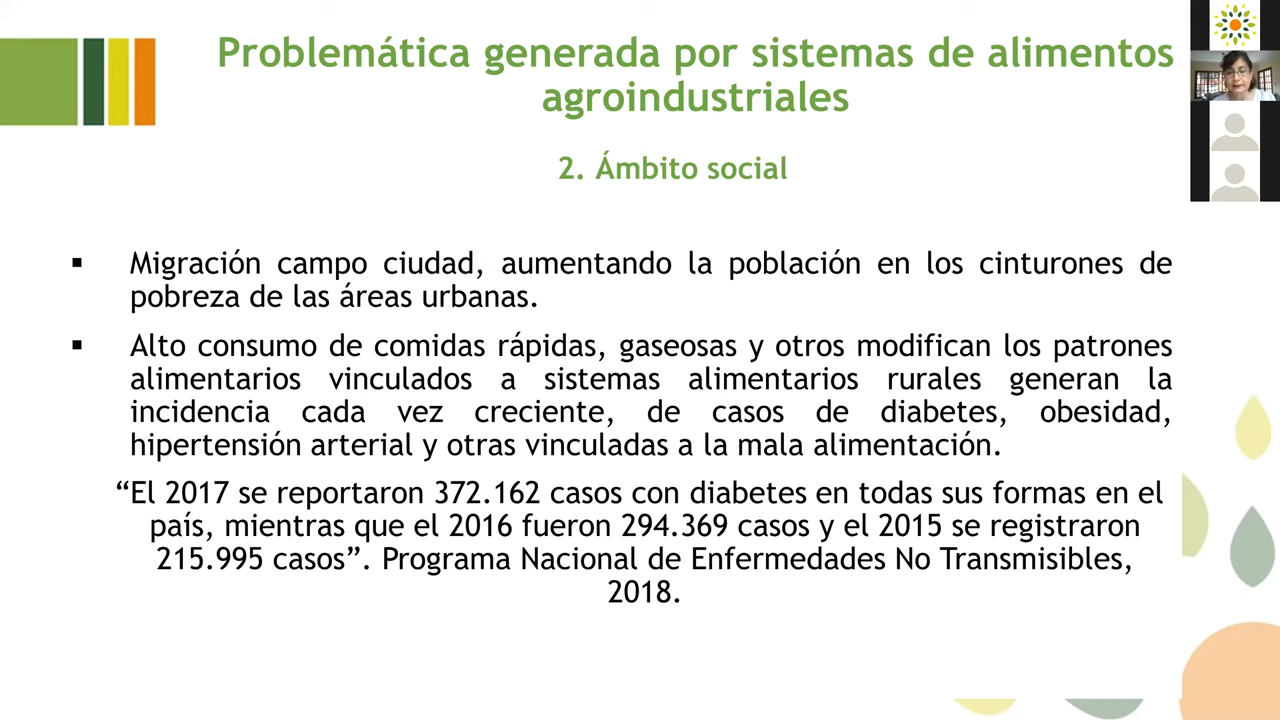 Problemática generada por sistemas de alimentos
agroindustriales
2. Ámbito social
▪ Migración campo ciudad, aumentando la población en los cinturones de
pobreza de las áreas urbanas.
▪ Alto consumo de comidas rápidas, gaseosas y otros modifican los patrones
alimentarios vinculados a sistemas alimentarios rurales generan la
incidencia cada vez creciente, de casos de diabetes, obesidad,
hipertensión arterial y otras vinculadas a la mala alimentación.
“El 2017 se reportaron 372.162 casos con diabetes en todas sus formas en el
país, mientras que el 2016 fueron 294.369 casos y el 2015 se registraron
215.995 casos”. Programa Nacional de Enfermedades No Transmisibles,
2018.